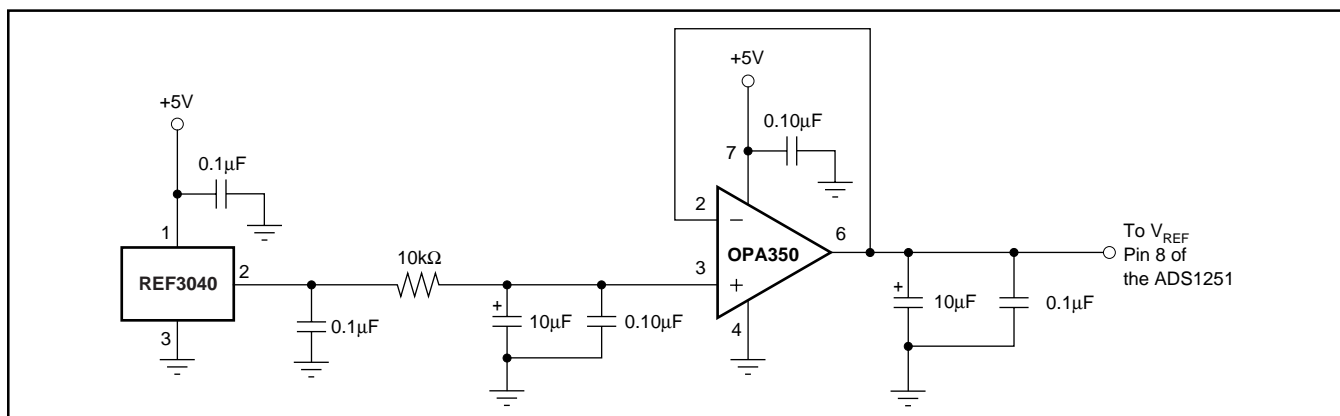 +5V
0.1µF
1
REF3040
2
3
0.1µF
10kΩ
+
10µF
0.10µF
+5V
0.10µF
7
2
−
OPA350
3
+
4
6
+
10µF
0.1µF
To VREF
Pin 8 of
the ADS1251